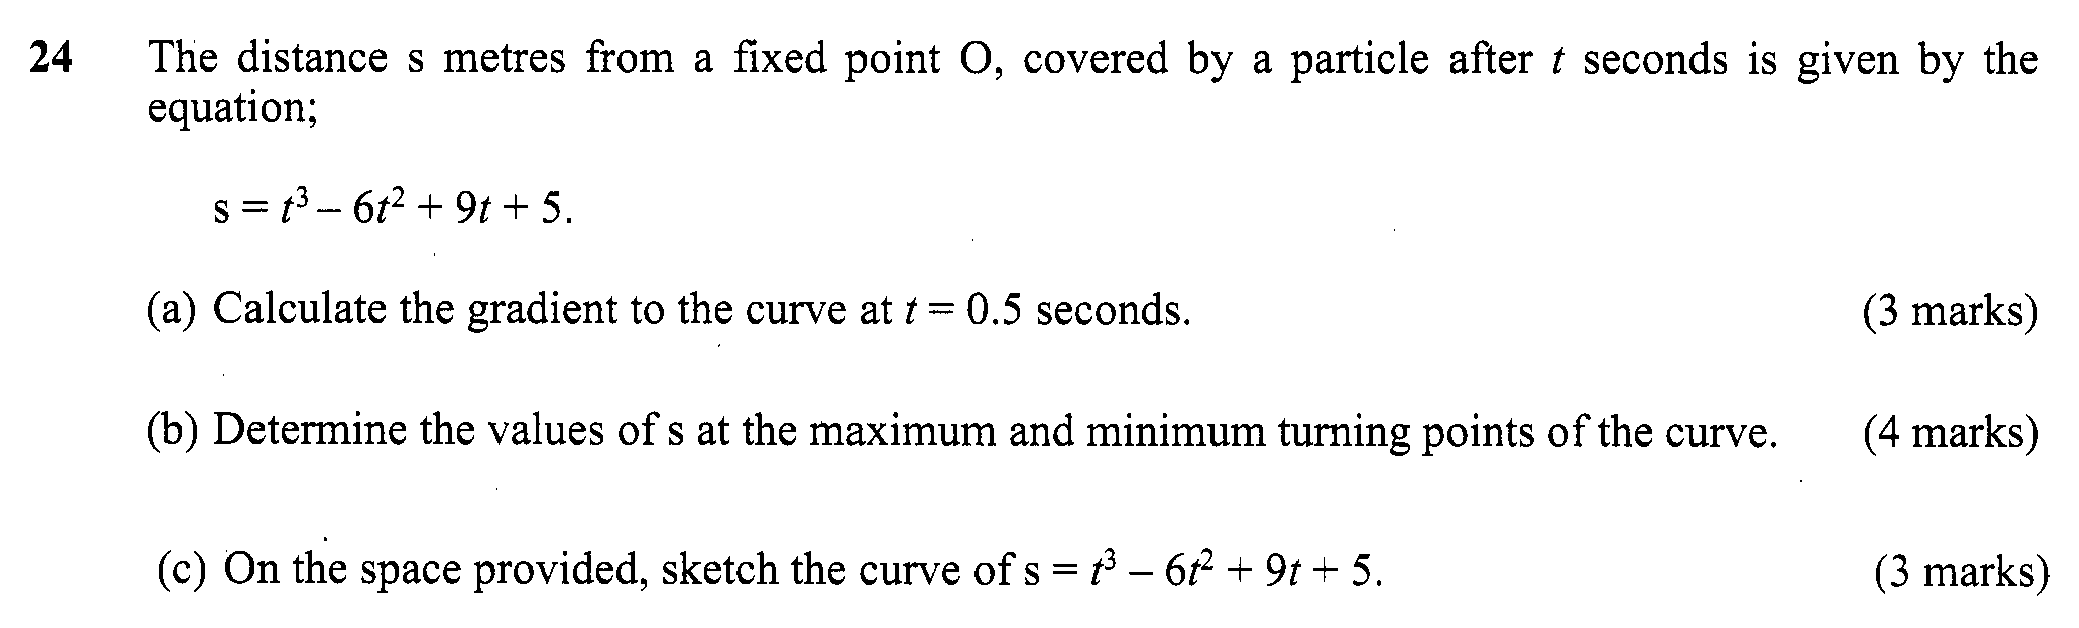 24 The distance s metres from a fixed point O, covered by a particle after t seconds is given by the
equation;
s = t³ – 6t² + 9t + 5.
(a) Calculate the gradient to the curve at t = 0.5 seconds. (3 marks)
(b) Determine the values of s at the maximum and minimum turning points of the curve. (4 marks)
(c) On the space provided, sketch the curve of s = t³ – 6t² + 9t + 5. (3 marks)